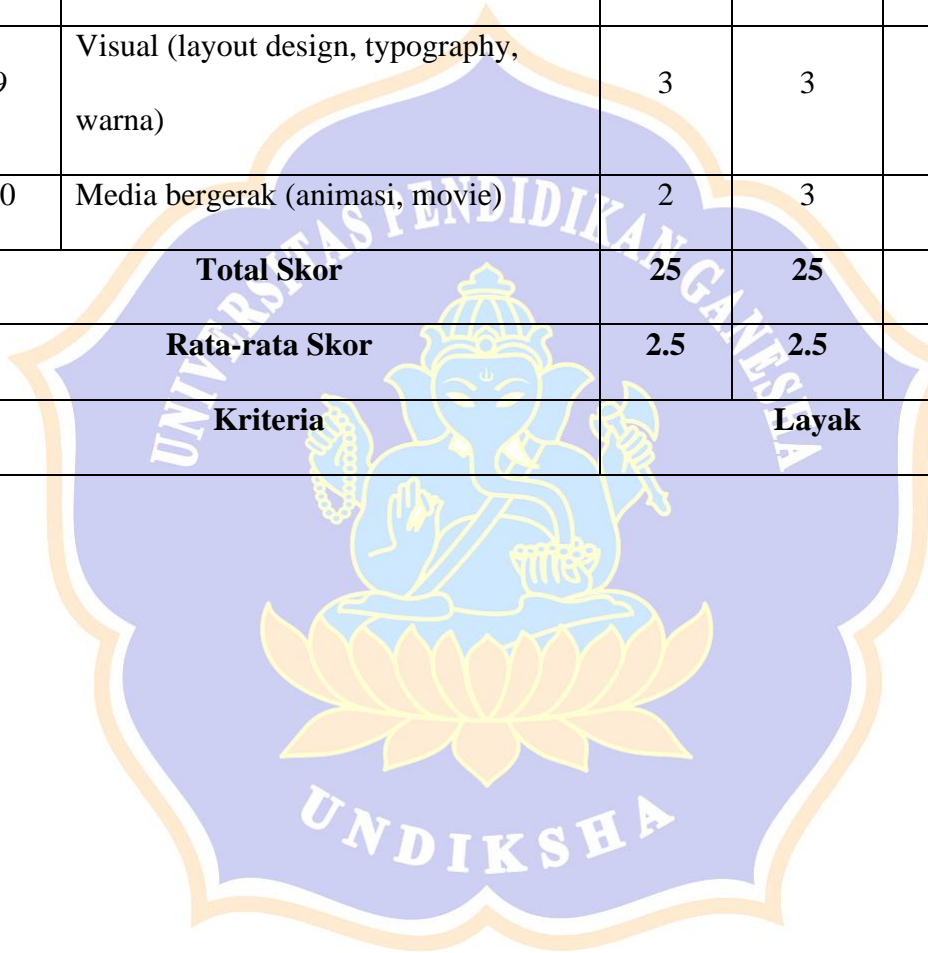 9 Visual (layout design, typography, warna) 3 3
0 Media bergerak (animasi, movie) 2 3
Total Skor 25 25
Rata-rata Skor 2.5 2.5
Kriteria Layak
UNIVERSITAS PENDIDIKAN GANESHA
UNDIKSHA